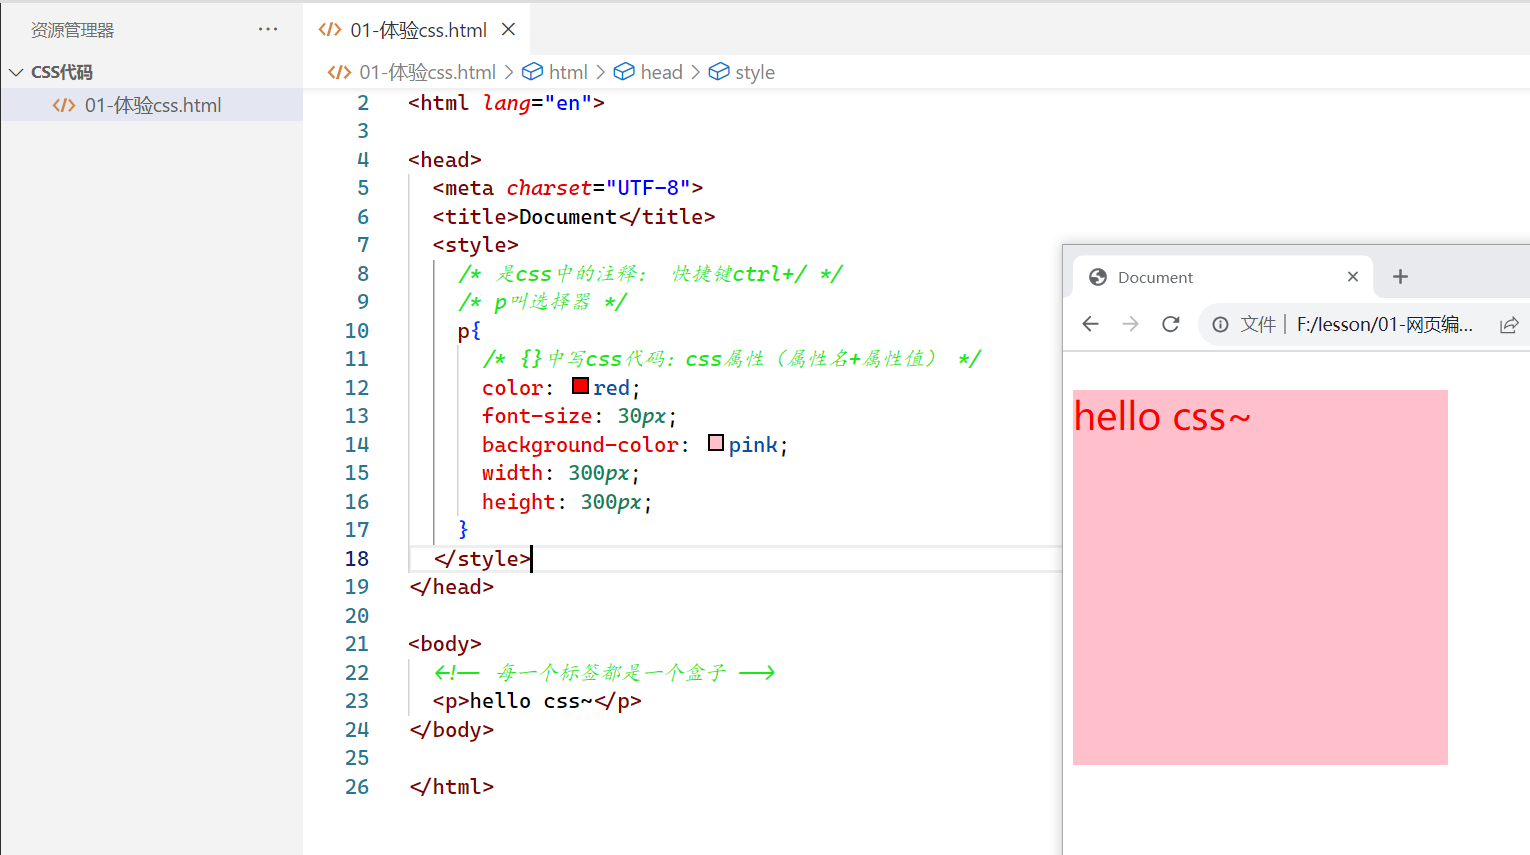 资源管理器 ···
CSS代码
01-体验css.html
01-体验css.html
01-体验css.html > html > head > style
2 <html lang="en">
3
4 <head>
5 <meta charset="UTF-8">
6 <title>Document</title>
7 <style>
8 /* 是css中的注释： 快捷键ctrl+/ */
9 /* p叫选择器 */
10 p{
11 /* {}中写css代码：css属性（属性名+属性值） */
12 color: red;
13 font-size: 30px;
14 background-color: pink;
15 width: 300px;
16 height: 300px;
17 }
18 </style>
19 </head>
20
21 <body>
22 <!-- 每一个标签都是一个盒子 -->
23 <p>hello css~</p>
24 </body>
25
26 </html>
Document
文件 | F:/lesson/01-网页编...
hello css~